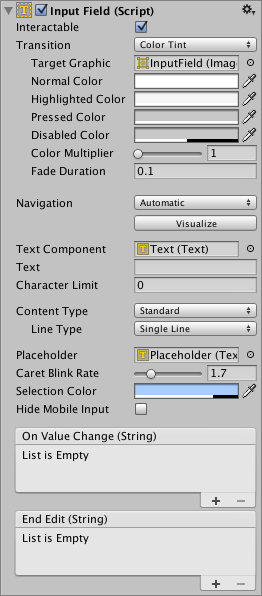 Input Field (Script)
Interactable
Transition Color Tint
Target Graphic InputField (Imag
Normal Color
Highlighted Color
Pressed Color
Disabled Color
Color Multiplier 1
Fade Duration 0.1
Navigation Automatic
Visualize
Text Component Text (Text)
Text
Character Limit 0
Content Type Standard
Line Type Single Line
Placeholder Placeholder (Tex
Caret Blink Rate 1.7
Selection Color
Hide Mobile Input
On Value Change (String)
List is Empty
+ −
End Edit (String)
List is Empty
+ −